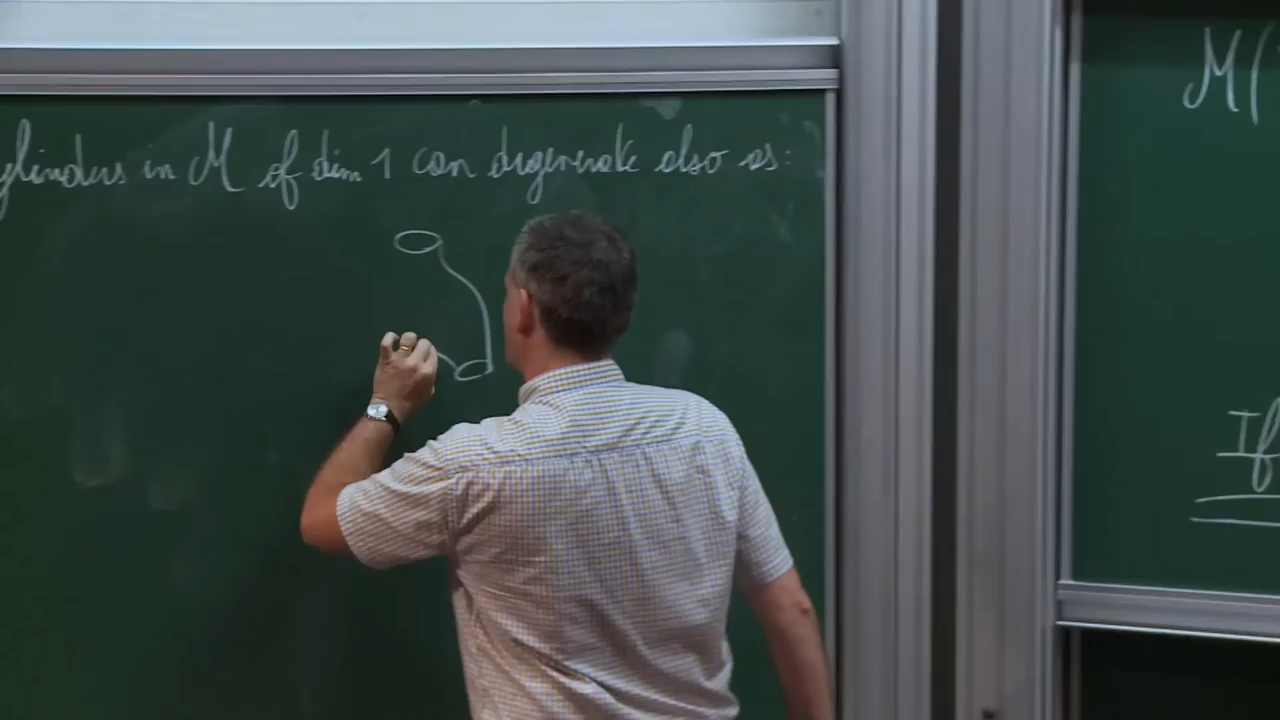 ylinders in M of dim 1 can degenerate also as:
M(
If